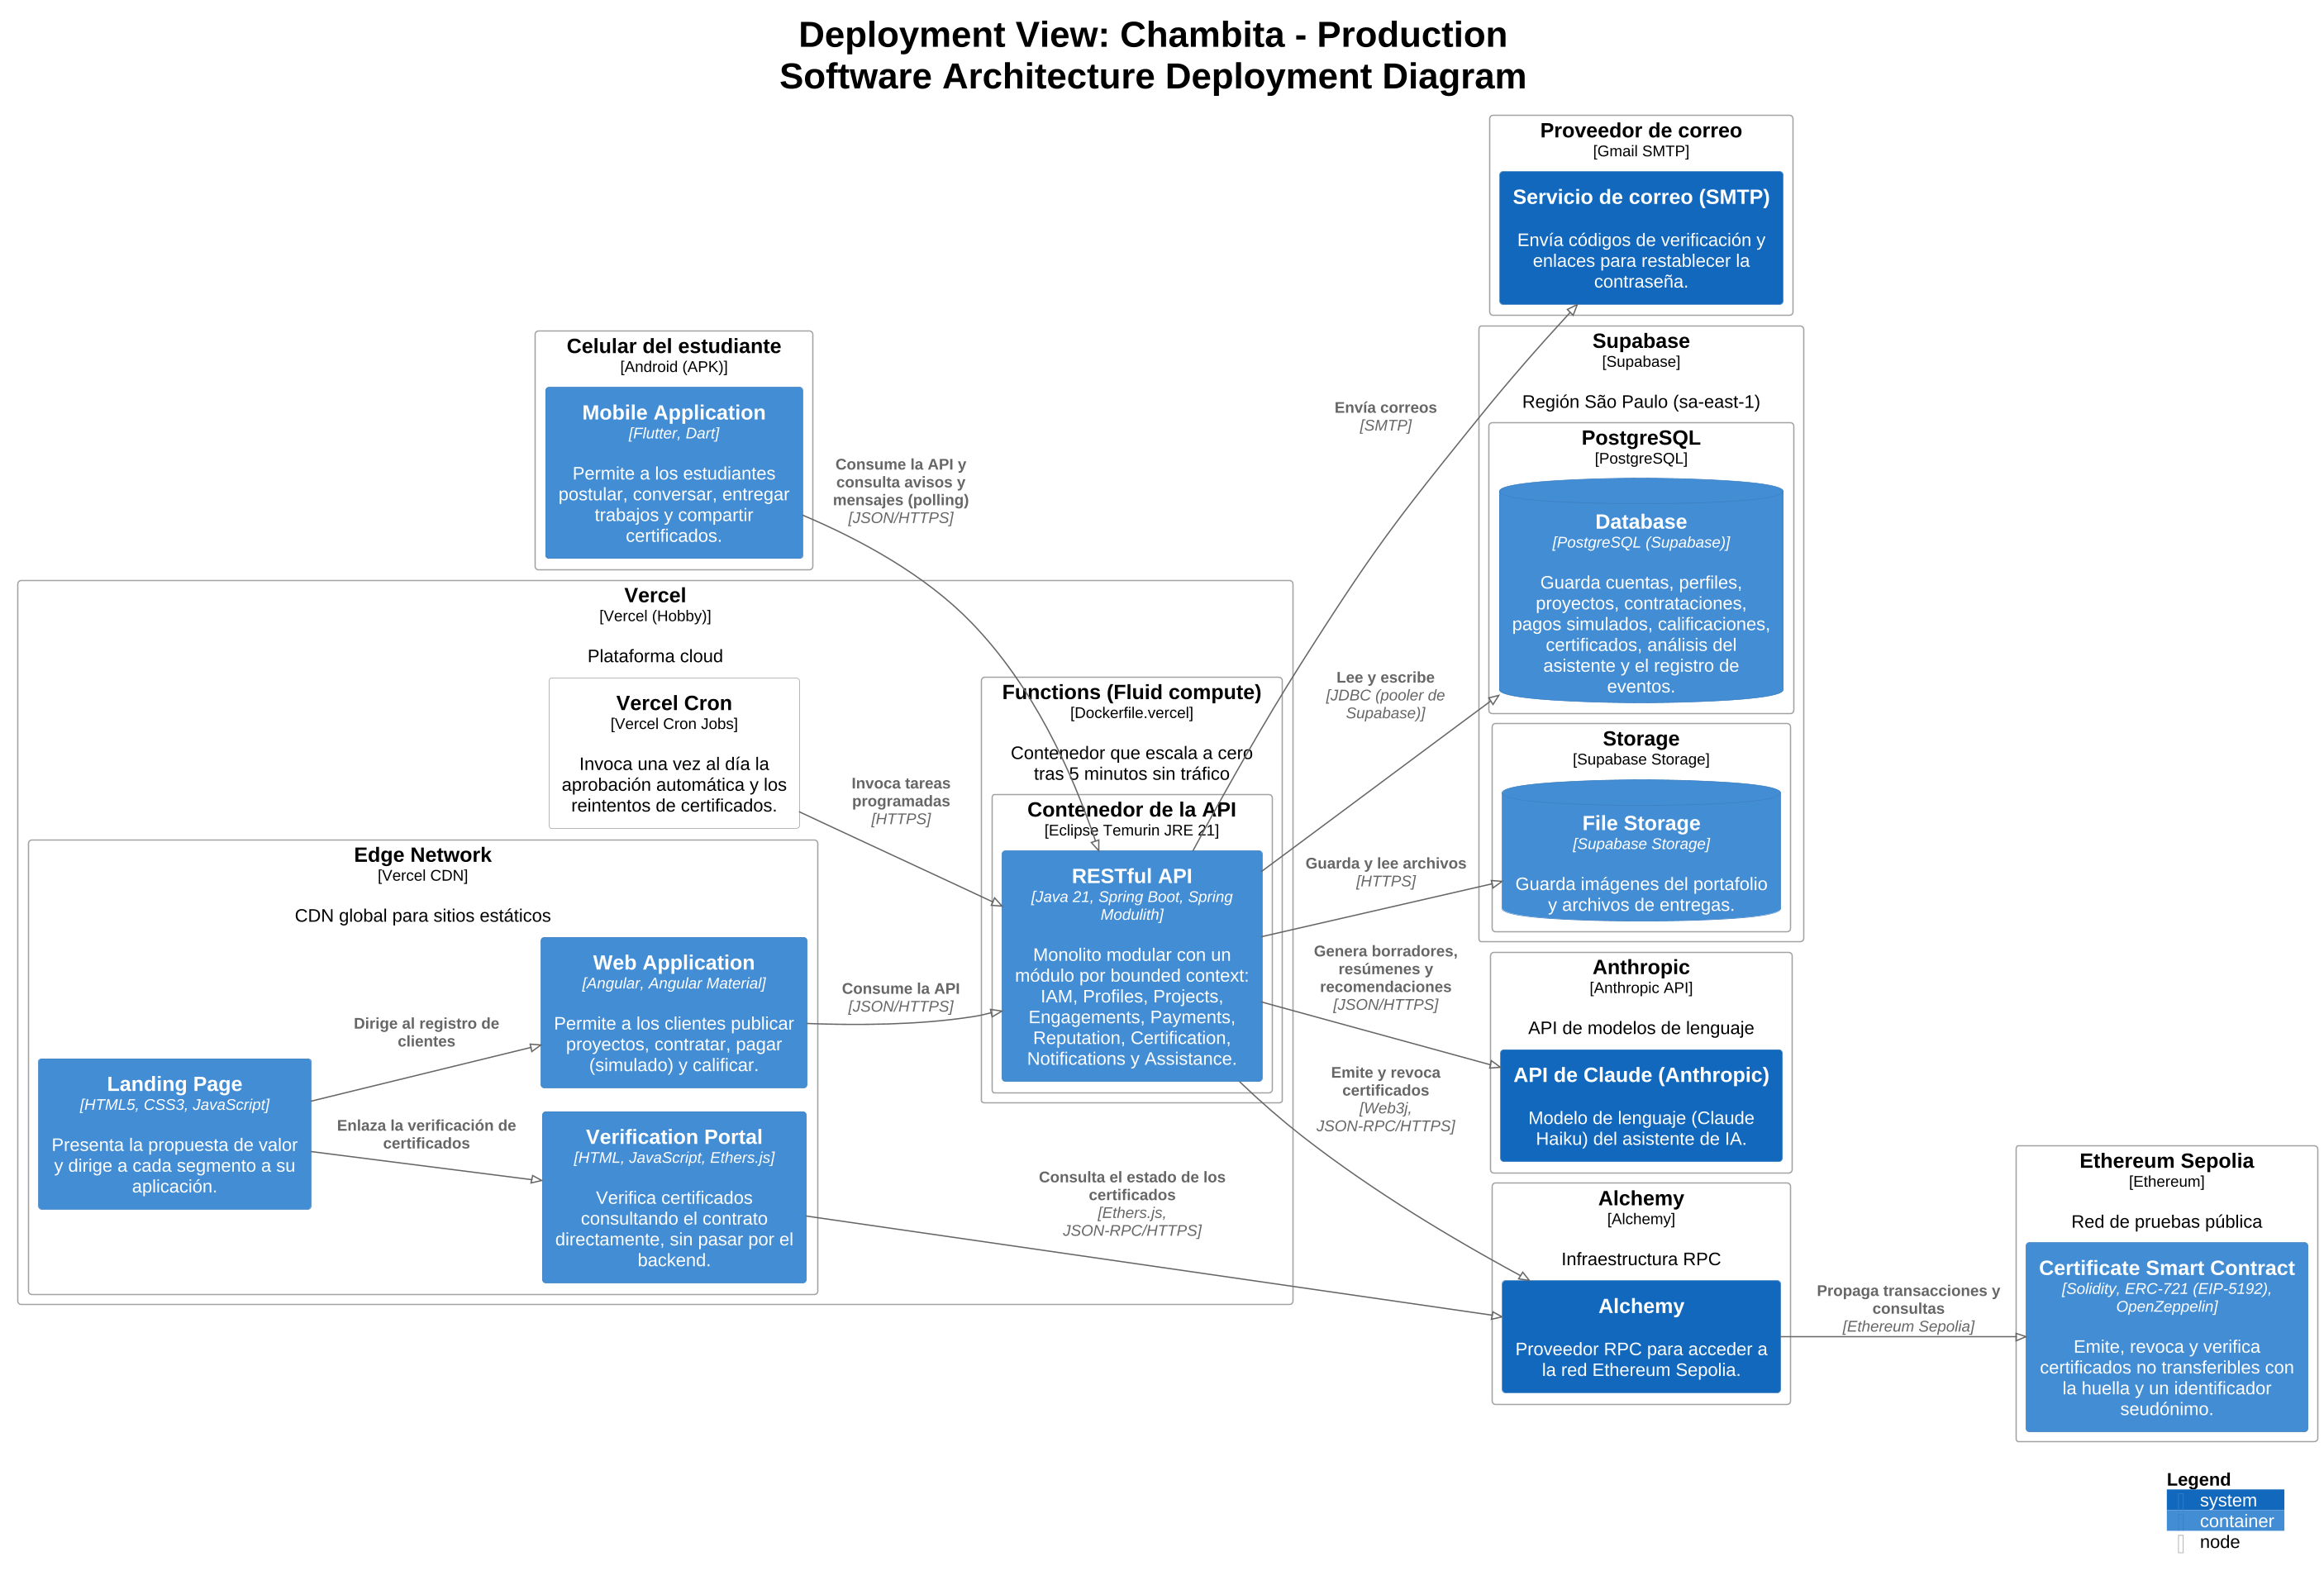 Deployment View: Chambita - Production
Software Architecture Deployment Diagram
Proveedor de correo
[Gmail SMTP]
Servicio de correo (SMTP)
Envía códigos de verificación y
enlaces para restablecer la
contraseña.
Celular del estudiante
[Android (APK)]
Mobile Application
[Flutter, Dart]
Permite a los estudiantes
postular, conversar, entregar
trabajos y compartir
certificados.
Consume la API y
consulta avisos y
mensajes (polling)
[JSON/HTTPS]
Envía correos
[SMTP]
Supabase
[Supabase]
Región São Paulo (sa-east-1)
PostgreSQL
[PostgreSQL]
Database
[PostgreSQL (Supabase)]
Guarda cuentas, perfiles,
proyectos, contrataciones,
pagos simulados, calificaciones,
certificados, análisis del
asistente y el registro de
eventos.
Vercel
[Vercel (Hobby)]
Plataforma cloud
Vercel Cron
[Vercel Cron Jobs]
Invoca una vez al día la
aprobación automática y los
reintentos de certificados.
Invoca tareas
programadas
[HTTPS]
Functions (Fluid compute)
[Dockerfile.vercel]
Contenedor que escala a cero
tras 5 minutos sin tráfico
Contenedor de la API
[Eclipse Temurin JRE 21]
RESTful API
[Java 21, Spring Boot, Spring
Modulith]
Monolito modular con un
módulo por bounded context:
IAM, Profiles, Projects,
Engagements, Payments,
Reputation, Certification,
Notifications y Assistance.
Lee y escribe
[JDBC (pooler de
Supabase)]
Storage
[Supabase Storage]
File Storage
[Supabase Storage]
Guarda imágenes del portafolio
y archivos de entregas.
Guarda y lee archivos
[HTTPS]
Edge Network
[Vercel CDN]
CDN global para sitios estáticos
Web Application
[Angular, Angular Material]
Permite a los clientes publicar
proyectos, contratar, pagar
(simulado) y calificar.
Consume la API
[JSON/HTTPS]
Dirige al registro de
clientes
Landing Page
[HTML5, CSS3, JavaScript]
Presenta la propuesta de valor
y dirige a cada segmento a su
aplicación.
Enlaza la verificación de
certificados
Verification Portal
[HTML, JavaScript, Ethers.js]
Verifica certificados
consultando el contrato
directamente, sin pasar por el
backend.
Genera borradores,
resúmenes y
recomendaciones
[JSON/HTTPS]
Anthropic
[Anthropic API]
API de modelos de lenguaje
API de Claude (Anthropic)
Modelo de lenguaje (Claude
Haiku) del asistente de IA.
Emite y revoca
certificados
[Web3j,
JSON-RPC/HTTPS]
Consulta el estado de los
certificados
[Ethers.js,
JSON-RPC/HTTPS]
Alchemy
[Alchemy]
Infraestructura RPC
Alchemy
Proveedor RPC para acceder a
la red Ethereum Sepolia.
Propaga transacciones y
consultas
[Ethereum Sepolia]
Ethereum Sepolia
[Ethereum]
Red de pruebas pública
Certificate Smart Contract
[Solidity, ERC-721 (EIP-5192),
OpenZeppelin]
Emite, revoca y verifica
certificados no transferibles con
la huella y un identificador
seudónimo.
Legend
system
container
node